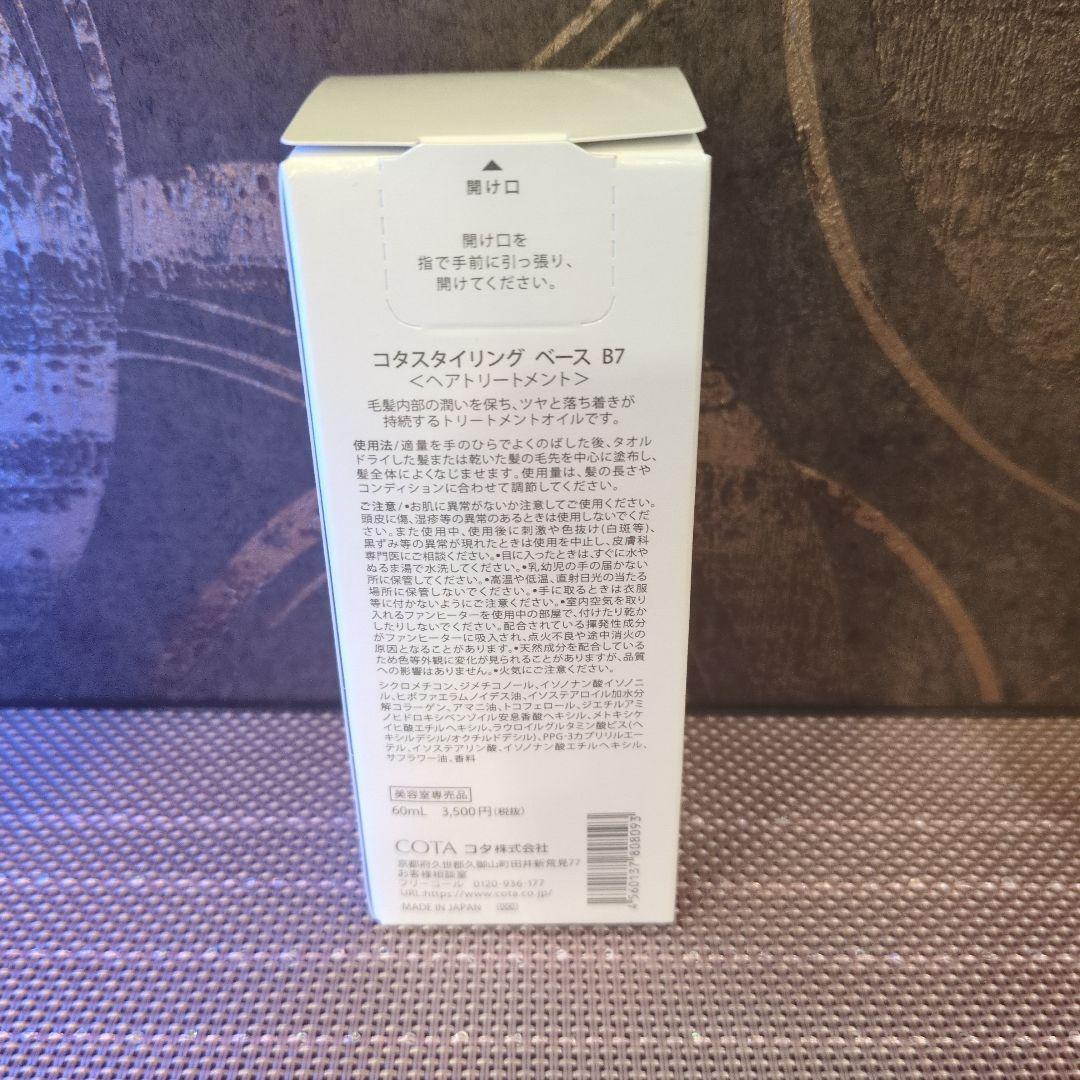 ▲
開け口
開け口を
指で手前に引っ張り、
開けてください。
コタスタイリング ベース B7
＜ヘアトリートメント＞
毛髪内部の潤いを保ち、ツヤと落ち着きが
持続するトリートメントオイルです。
使用法/適量を手のひらでよくのばした後、タオル
ドライした髪または乾いた髪の毛先を中心に塗布し、
髪全体によくなじませます。使用量は、髪の長さや
コンディションに合わせて調節してください。
ご注意/•お肌に異常がないか注意してご使用ください。
頭皮に傷、湿疹等の異常のあるときは使用しないでくだ
さい。また使用中、使用後に刺激や色抜け(白斑等)、
黒ずみ等の異常が現れたときは使用を中止し、皮膚科
専門医にご相談ください。•目に入ったときは、すぐに水や
ぬるま湯で水洗してください。•乳幼児の手の届かない
所に保管してください。•高温や低温、直射日光の当たる
場所に保管しないでください。•手に取るときは衣服
等に付かないようにご注意ください。•室内空気を取り
入れるファンヒーターを使用中の部屋で、付けたり乾か
したりしないでください。配合されている揮発性成分
がファンヒーターに吸入され、点火不良や途中消火の
原因となることがあります。•天然成分を配合している
ため色等外観に変化が見られることがありますが、品質
への影響はありません。•火気にご注意ください。
シクロメチコン、ジメチコノール、イソノナン酸イソノニ
ル、ヒポファエラムノイデス油、イソステアロイル加水分
解コラーゲン、アマニ油、トコフェロール、ジエチルアミ
ノヒドロキシベンゾイル安息香酸ヘキシル、メトキシケ
イヒ酸エチルヘキシル、ラウロイルグルタミン酸ビス(ヘ
キシルデシル/オクチルドデシル)、PPG-3カプリリルエー
テル、イソステアリン酸、イソノナン酸エチルヘキシル、
サフラワー油、香料
美容室専売品
60mL 3,500円(税抜)
COTA コタ株式会社
京都府久世郡久御山町田井新荒見77
お客様相談室
フリーコール 0120-936-177
URL:https://www.cota.co.jp/
MADE IN JAPAN (000)
4560137808093